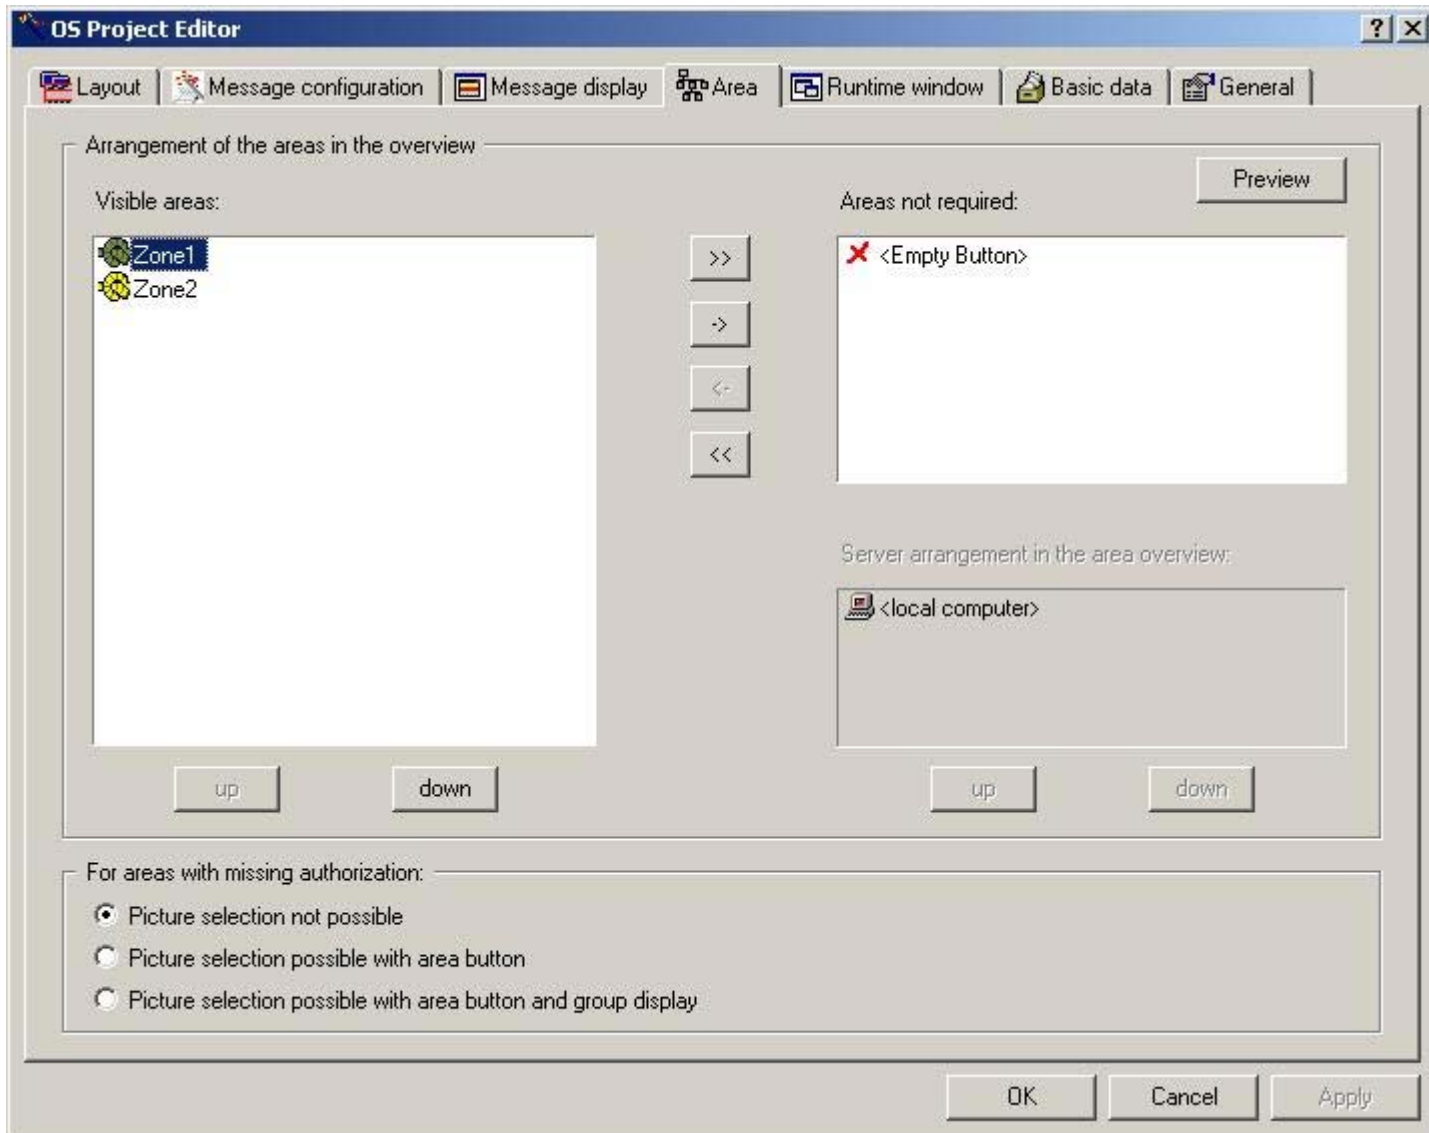 OS Project Editor
Layout Message configuration Message display Area Runtime window Basic data General
Arrangement of the areas in the overview
Preview
Visible areas:
Areas not required:
Zone1
Zone2
>>
->
<-
<<
<Empty Button>
Server arrangement in the area overview:
<local computer>
up down
up down
For areas with missing authorization:
Picture selection not possible
Picture selection possible with area button
Picture selection possible with area button and group display
OK Cancel Apply